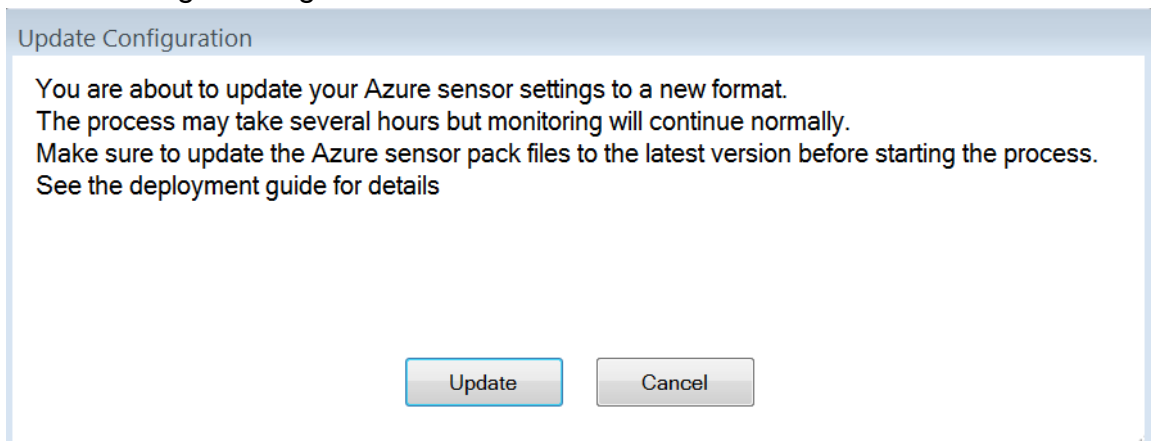 Update Configuration
You are about to update your Azure sensor settings to a new format.
The process may take several hours but monitoring will continue normally.
Make sure to update the Azure sensor pack files to the latest version before starting the process.
See the deployment guide for details
Update
Cancel